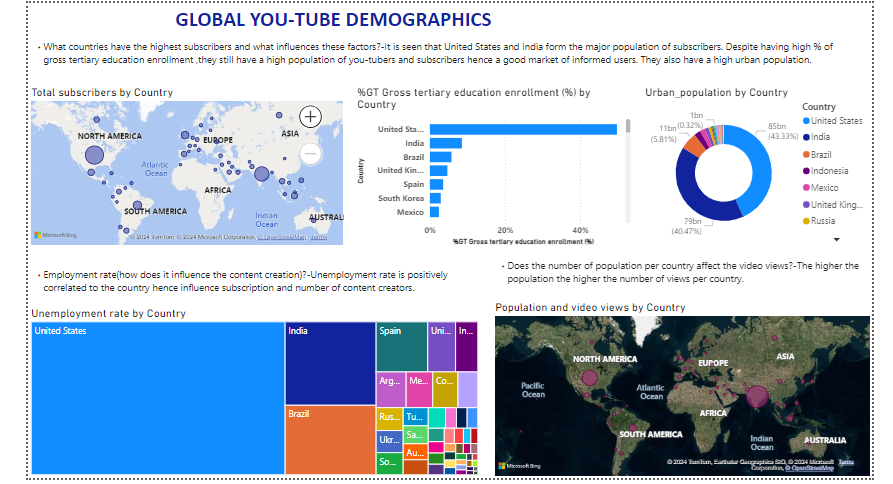 GLOBAL YOU-TUBE DEMOGRAPHICS
• What countries have the highest subscribers and what influences these factors?-It is seen that United States and India form the major population of subscribers. Despite having high % of
gross tertiary education enrollment ,they still have a high population of you-tubers and subscribers hence a good market of informed users. They also have a high urban population.
Total subscribers by Country
NORTH AMERICA
EUROPE
ASIA
Atlantic
Ocean
AFRICA
SOUTH AMERICA
Indian
Ocean
AUSTRALI
Microsoft Bing
© 2024 TomTom, © 2024 Microsoft Corporation, © OpenStreetMap Terms
%GT Gross tertiary education enrollment (%) by
Country
Country
United Sta...
India
Brazil
United Kin...
Spain
South Korea
Mexico
0%
20%
40%
%GT Gross tertiary education enrollment (%)
Urban_population by Country
1bn
(0.32%)
11bn
(5.81%)
85bn
(43.33%)
79bn
(40.47%)
Country
United States
India
Brazil
Indonesia
Mexico
United King...
Russia
• Employment rate(how does it influence the content creation)?-Unemployment rate is positively
correlated to the country hence influence subscription and number of content creators.
• Does the number of population per country affect the video views?-The higher the
population the higher the number of views per country.
Unemployment rate by Country
United States
India
Brazil
Spain
Uni...
In...
Arg...
Me...
Co...
Rus...
Tu...
Ukr...
Sa...
So...
Au...
Population and video views by Country
NORTH AMERICA
EUROPE
ASIA
Pacific
Ocean
Atlantic
Ocean
AFRICA
SOUTH AMERICA
Indian
Ocean
AUSTRALIA
Microsoft Bing
© 2024 TomTom, Earthstar Geographics SIO, © 2024 Microsoft
Corporation, © OpenStreetMap
Terms